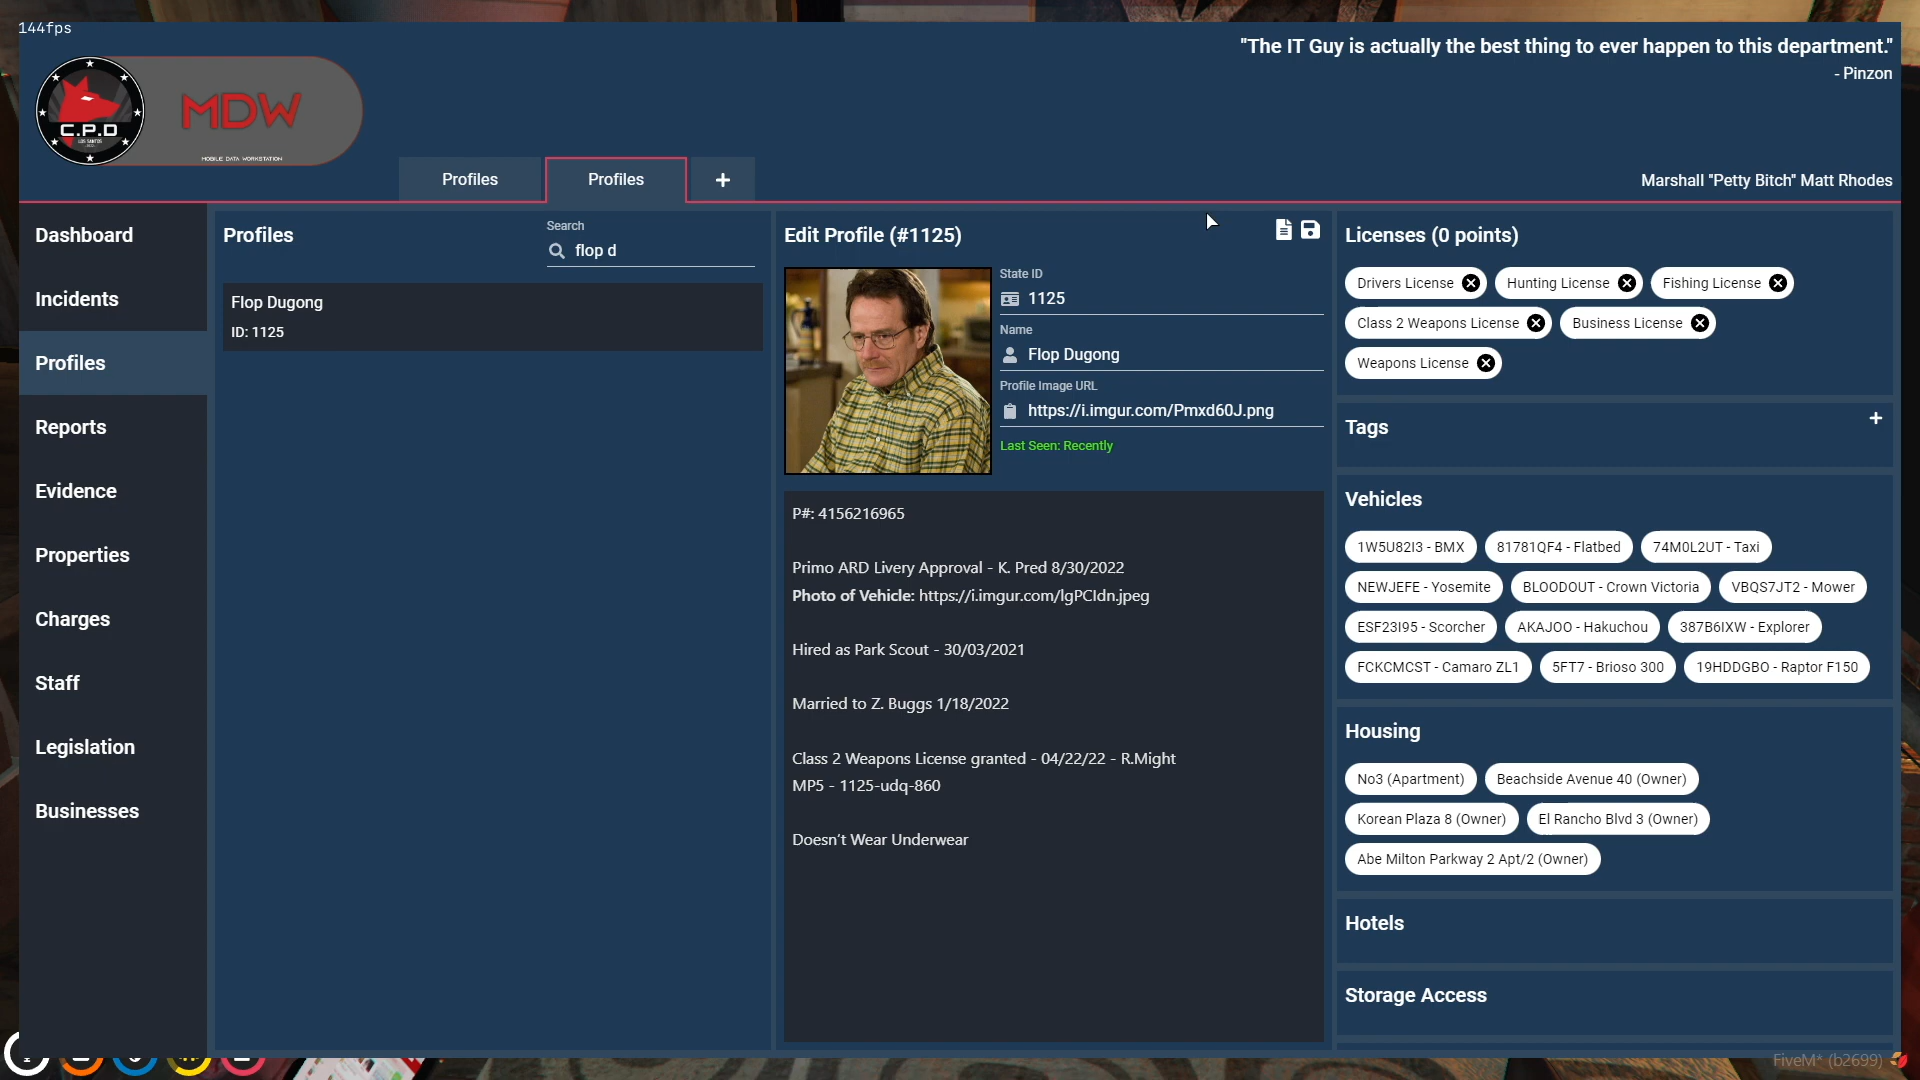 144fps
"The IT Guy is actually the best thing to ever happen to this department."
- Pinzon
C.P.D
LOS SANTOS
MDW
MOBILE DATA WORKSTATION
Profiles
Profiles
+
Marshall "Petty Bitch" Matt Rhodes
Dashboard
Incidents
Profiles
Reports
Evidence
Properties
Charges
Staff
Legislation
Businesses
Profiles
Search
flop d
Flop Dugong
ID: 1125
Edit Profile (#1125)
State ID
1125
Name
Flop Dugong
Profile Image URL
https://i.imgur.com/Pmxd60J.png
Last Seen: Recently
P#: 4156216965
Primo ARD Livery Approval - K. Pred 8/30/2022
Photo of Vehicle: https://i.imgur.com/lgPCIdn.jpeg
Hired as Park Scout - 30/03/2021
Married to Z. Buggs 1/18/2022
Class 2 Weapons License granted - 04/22/22 - R.Might
MP5 - 1125-udq-860
Doesn't Wear Underwear
Licenses (0 points)
Drivers License Hunting License Fishing License
Class 2 Weapons License Business License
Weapons License
Tags
+
Vehicles
1W5U82I3 - BMX 81781QF4 - Flatbed 74M0L2UT - Taxi
NEWJEFE - Yosemite BLOODOUT - Crown Victoria VBQS7JT2 - Mower
ESF23I95 - Scorcher AKAJOO - Hakuchou 387B6IXW - Explorer
FCKCMCST - Camaro ZL1 5FT7 - Brioso 300 19HDDGBO - Raptor F150
Housing
No3 (Apartment) Beachside Avenue 40 (Owner)
Korean Plaza 8 (Owner) El Rancho Blvd 3 (Owner)
Abe Milton Parkway 2 Apt/2 (Owner)
Hotels
Storage Access
FiveM* (b2699)